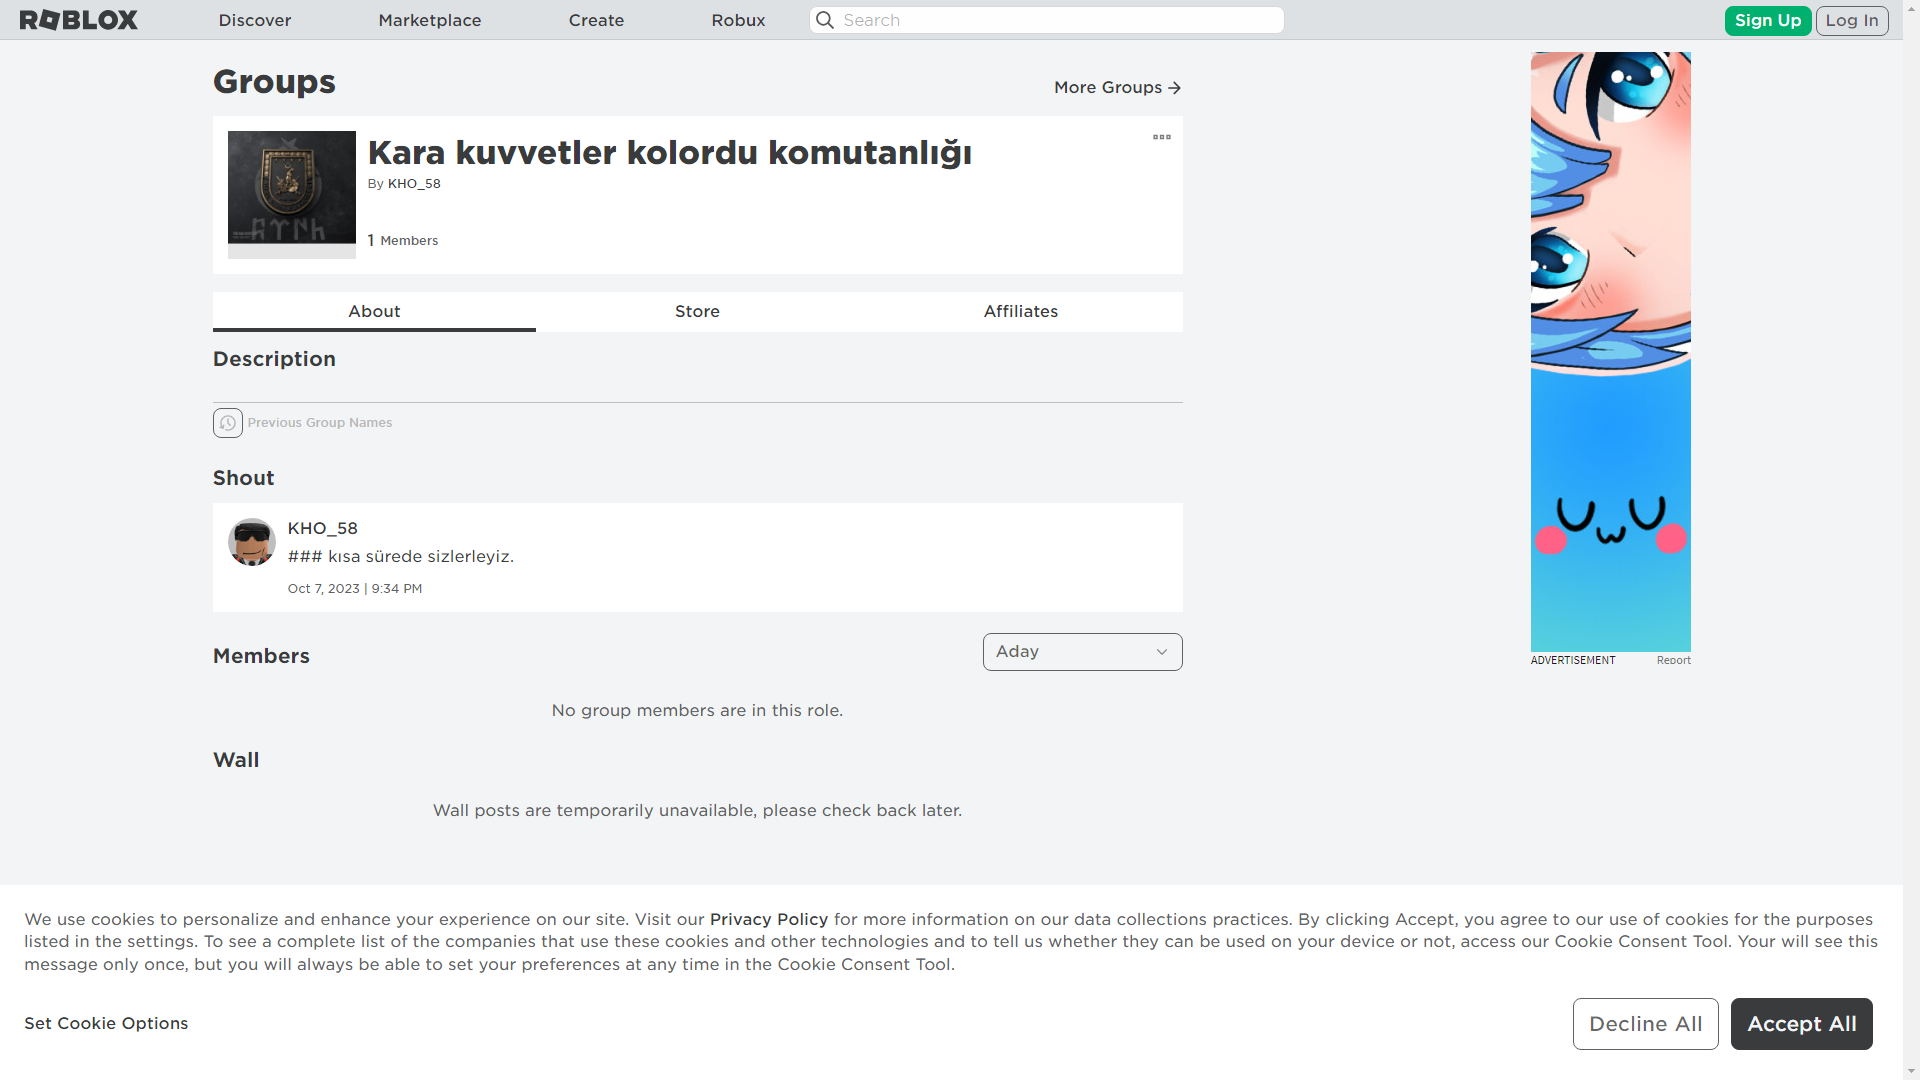 ROBLOX
Discover
Marketplace
Create
Robux
Search
Sign Up
Log In
Groups
More Groups
Kara kuvvetler kolordu komutanlığı
By KHO_58
1 Members
About
Store
Affiliates
Description
Previous Group Names
Shout
KHO_58
### kısa sürede sizlerleyiz.
Oct 7, 2023 | 9:34 PM
Members
Aday
No group members are in this role.
Wall
Wall posts are temporarily unavailable, please check back later.
ADVERTISEMENT
Report
We use cookies to personalize and enhance your experience on our site. Visit our Privacy Policy for more information on our data collections practices. By clicking Accept, you agree to our use of cookies for the purposes
listed in the settings. To see a complete list of the companies that use these cookies and other technologies and to tell us whether they can be used on your device or not, access our Cookie Consent Tool. Your will see this
message only once, but you will always be able to set your preferences at any time in the Cookie Consent Tool.
Set Cookie Options
Decline All
Accept All